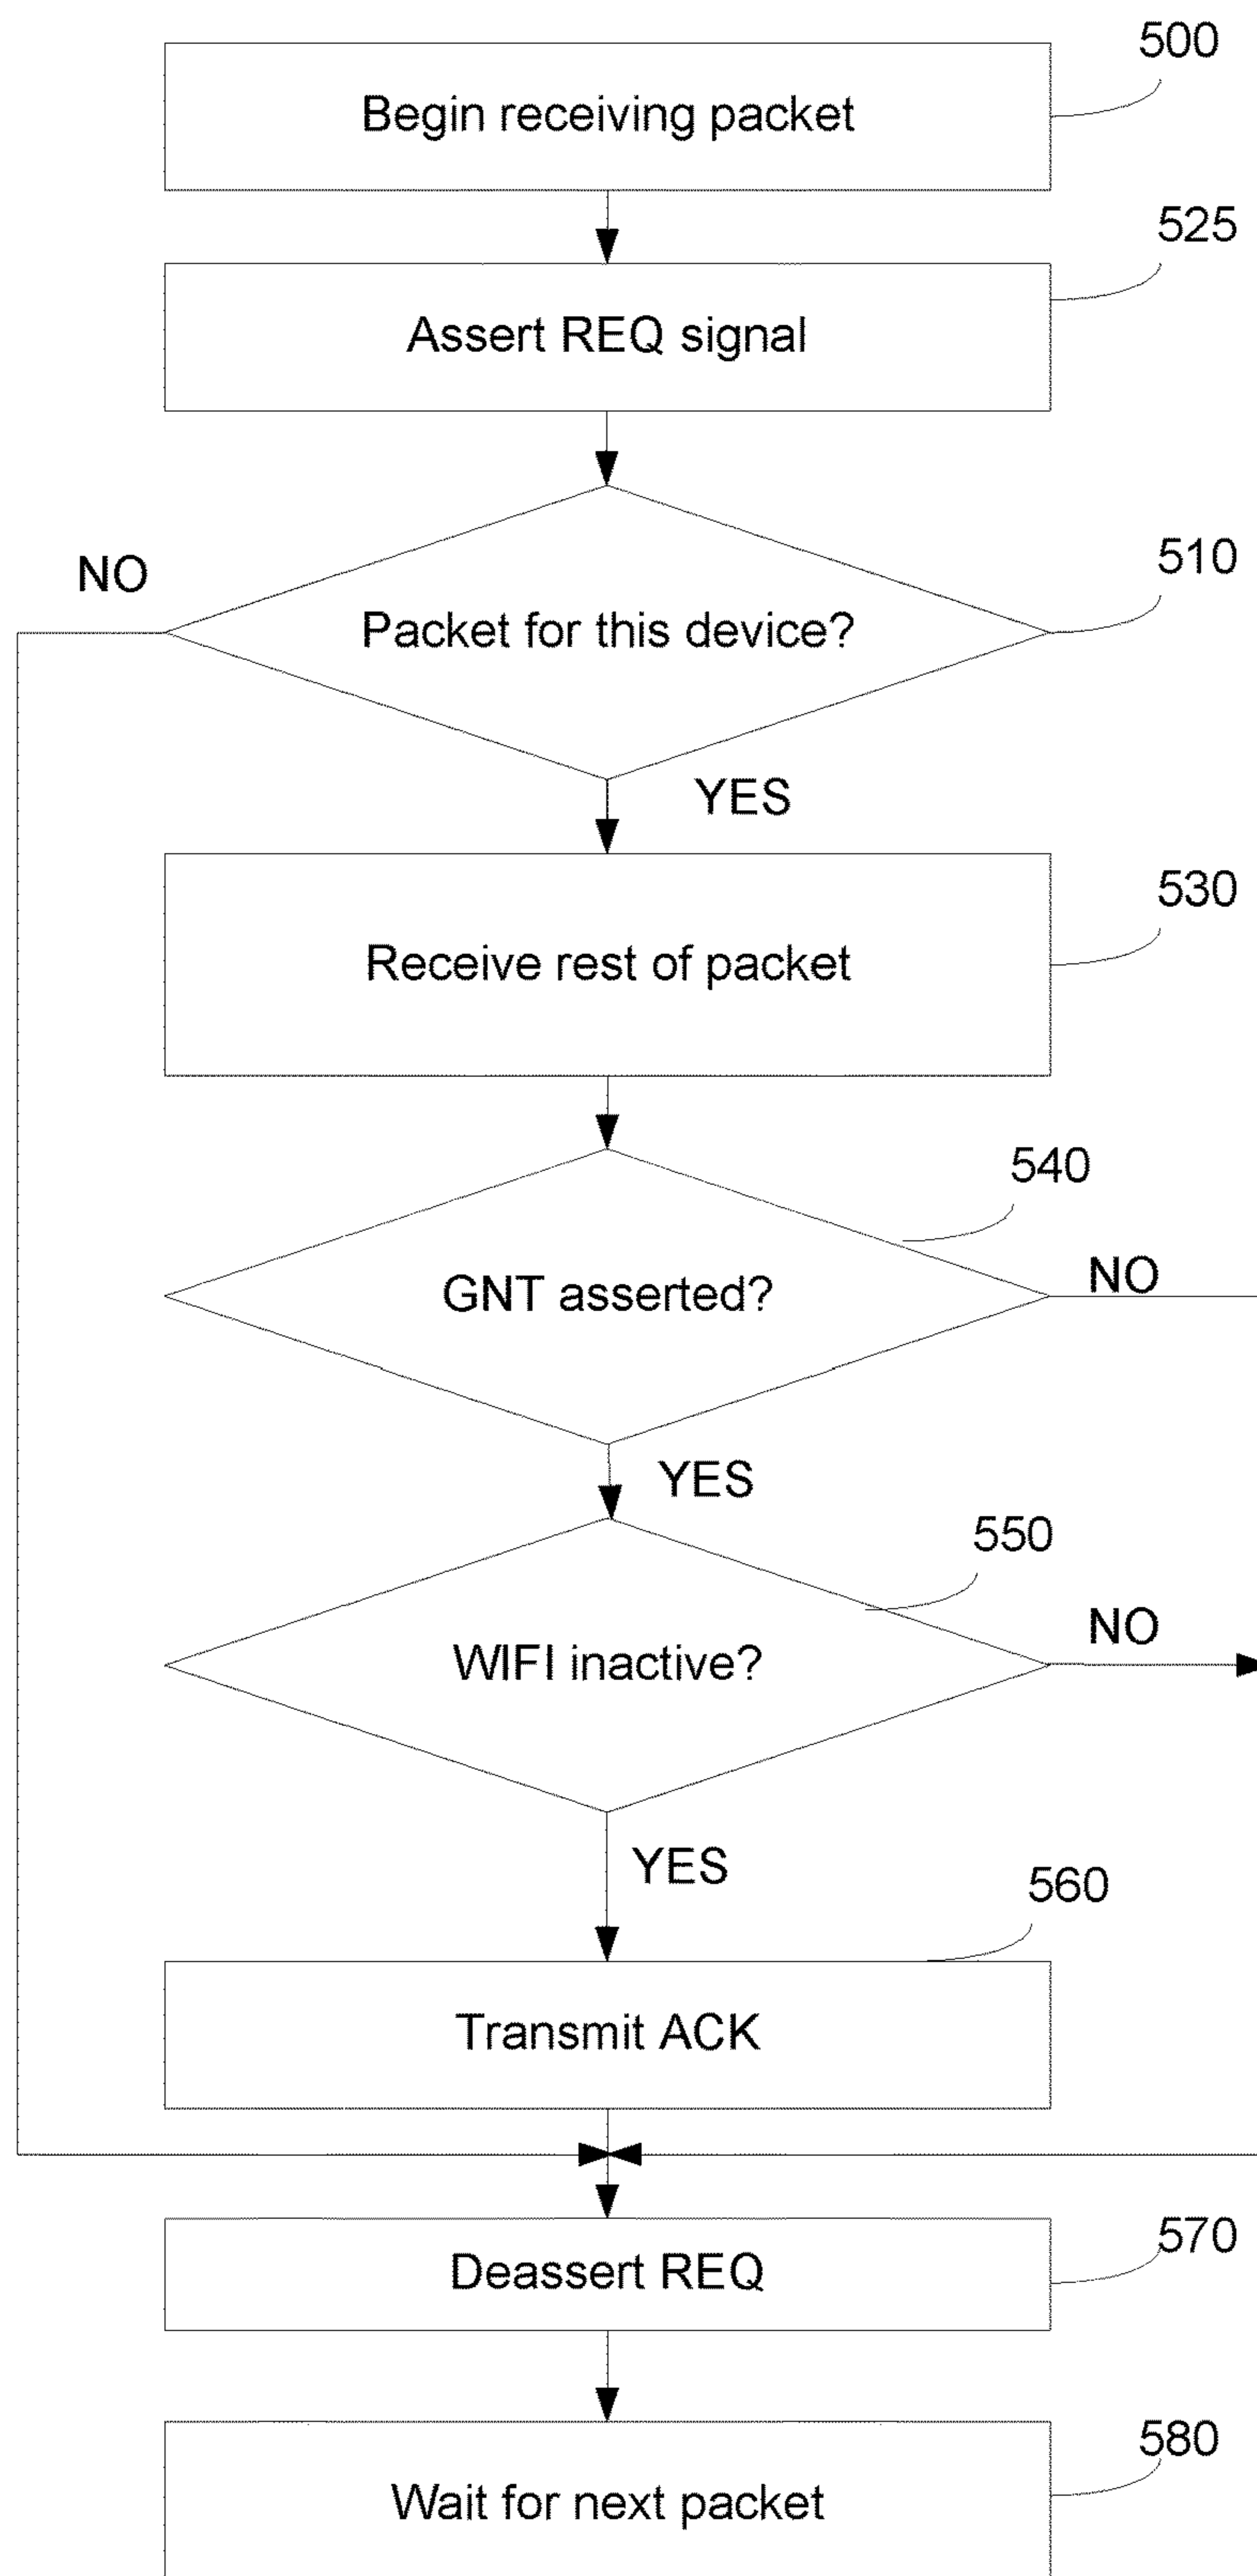 500
Begin receiving packet
525
Assert REQ signal
510
NO
Packet for this device?
YES
530
Receive rest of packet
540
NO
GNT asserted?
YES
550
NO
WIFI inactive?
YES
560
Transmit ACK
570
Deassert REQ
580
Wait for next packet